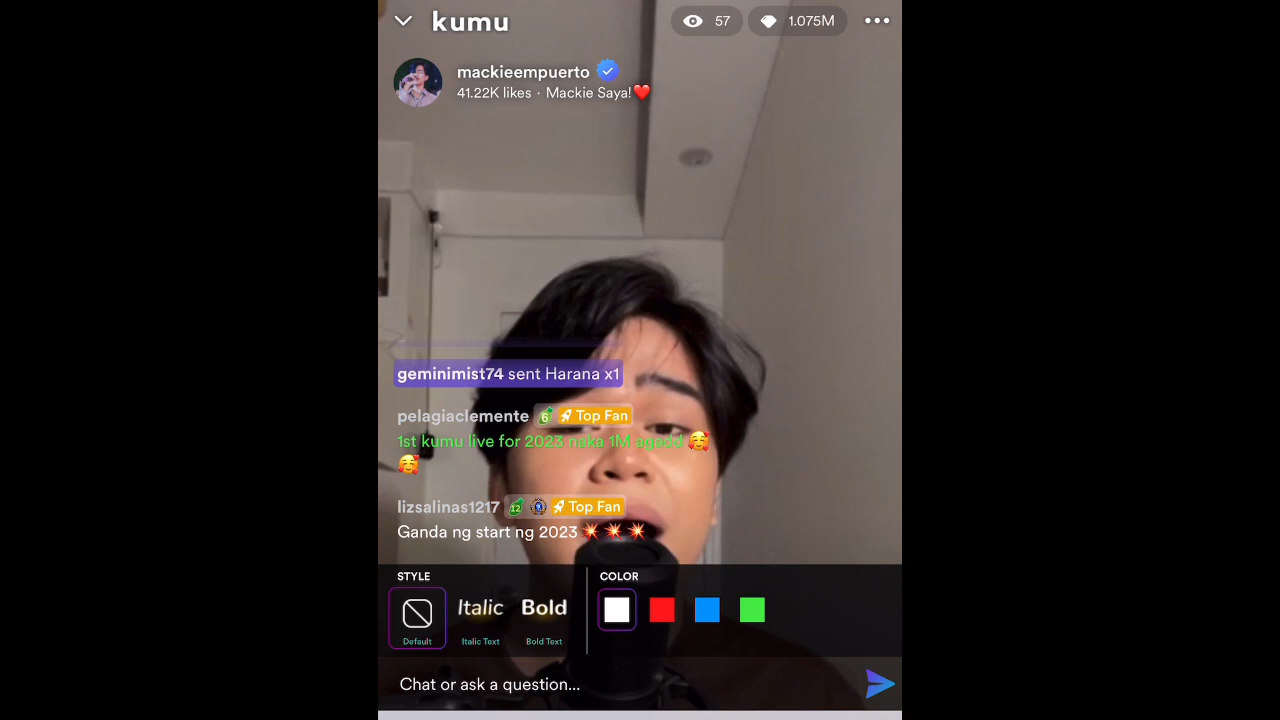 kumu
57
1.075M
mackieempuerto
41.22K likes · Mackie Saya!❤️
geminimist74 sent Harana x1
pelagiaclemente 6 Top Fan
1st kumu live for 2023 naka 1M agadd 🥰
🥰
lizsalinas1217 12 Top Fan
Ganda ng start ng 2023 💥💥💥
STYLE
COLOR
Italic
Bold
Default
Italic Text
Bold Text
Chat or ask a question...